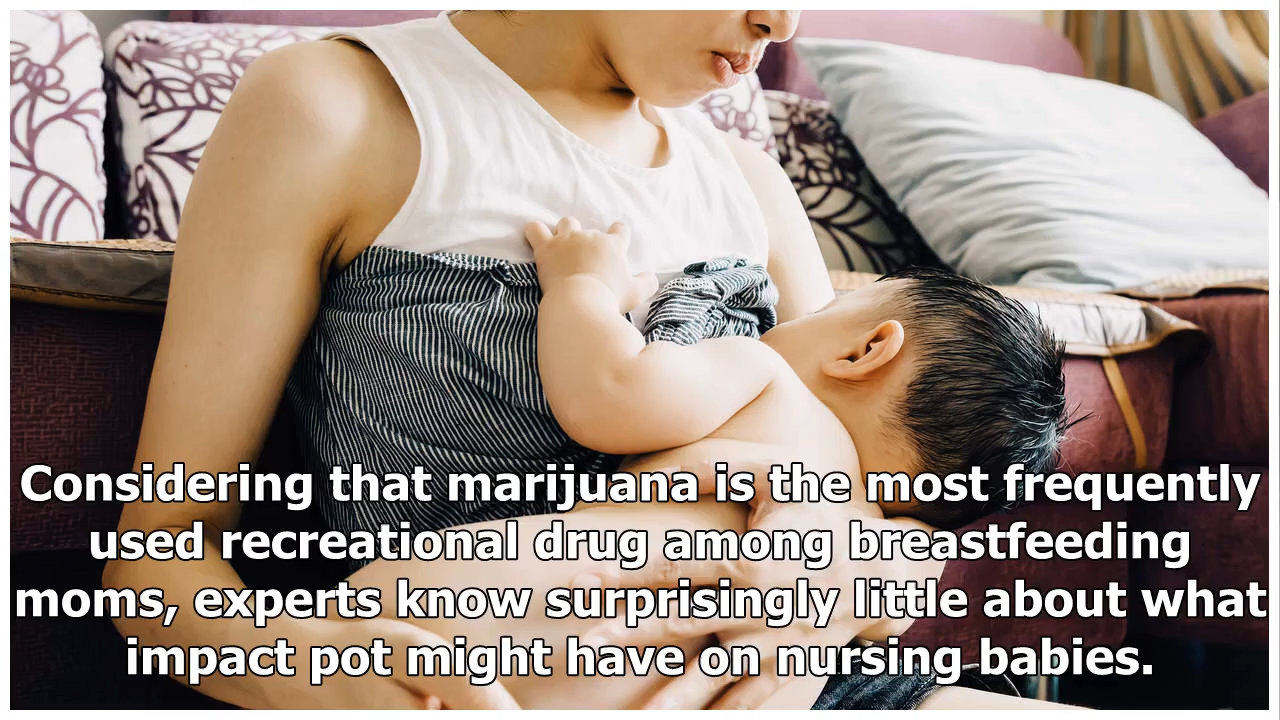 Considering that marijuana is the most frequently
used recreational drug among breastfeeding
moms, experts know surprisingly little about what
impact pot might have on nursing babies.